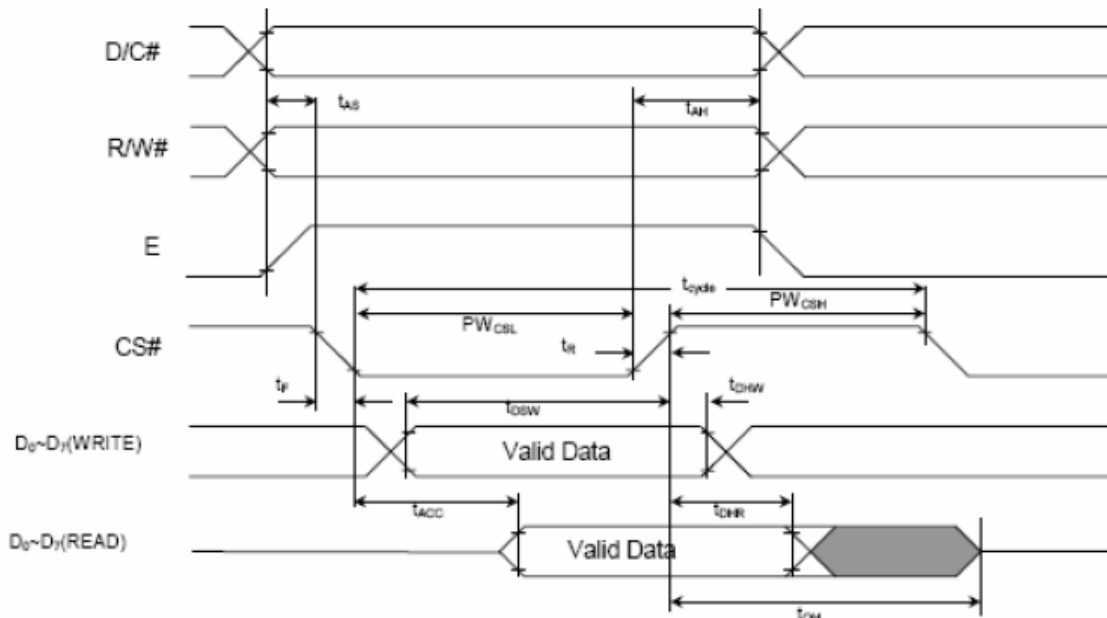 D/C#
tAS
tAH
R/W#
E
tcycle
PWCSL
PWCSH
CS#
tR
tF
tDSW
tDHW
D0~D7(WRITE)
Valid Data
tACC
tDHR
D0~D7(READ)
Valid Data